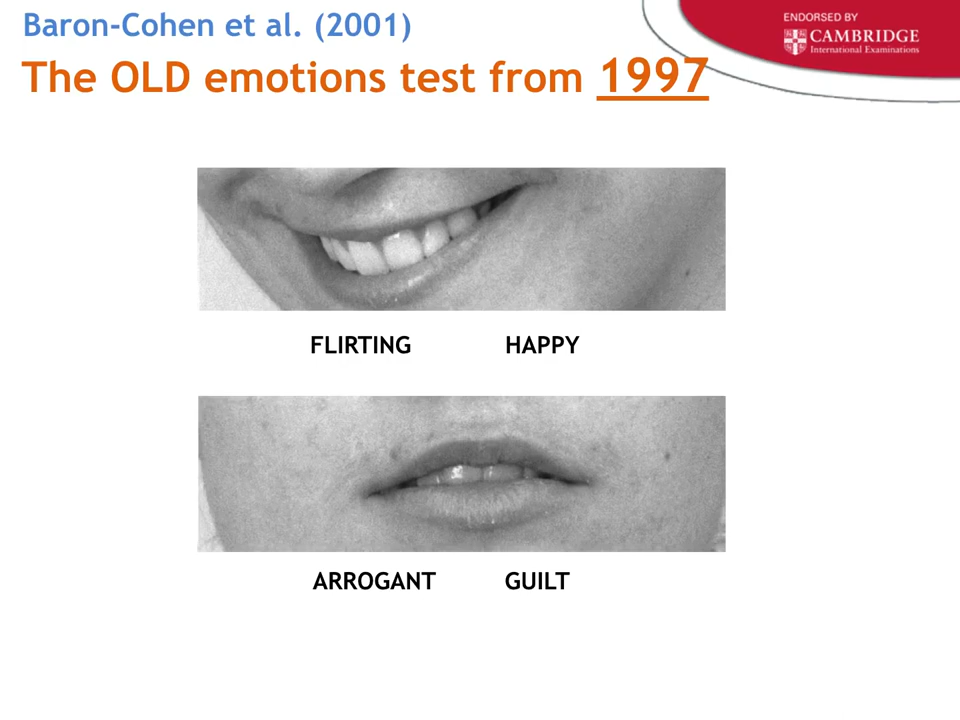 Baron-Cohen et al. (2001)
ENDORSED BY
CAMBRIDGE
International Examinations
The OLD emotions test from 1997
FLIRTING HAPPY
ARROGANT GUILT